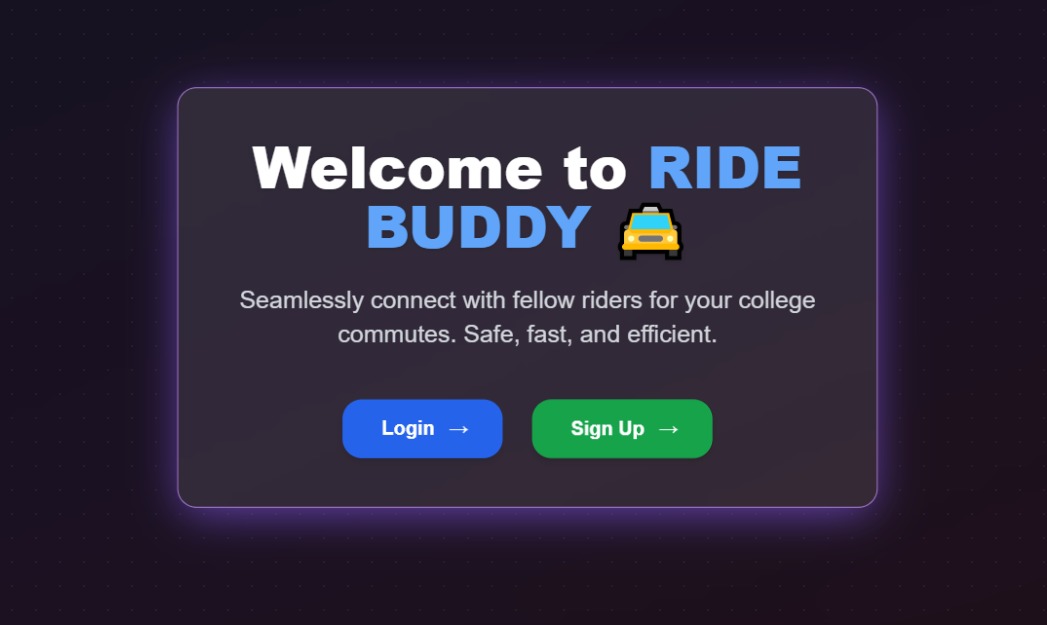 Welcome to RIDE
BUDDY 🚖
Seamlessly connect with fellow riders for your college
commutes. Safe, fast, and efficient.
Login →
Sign Up →